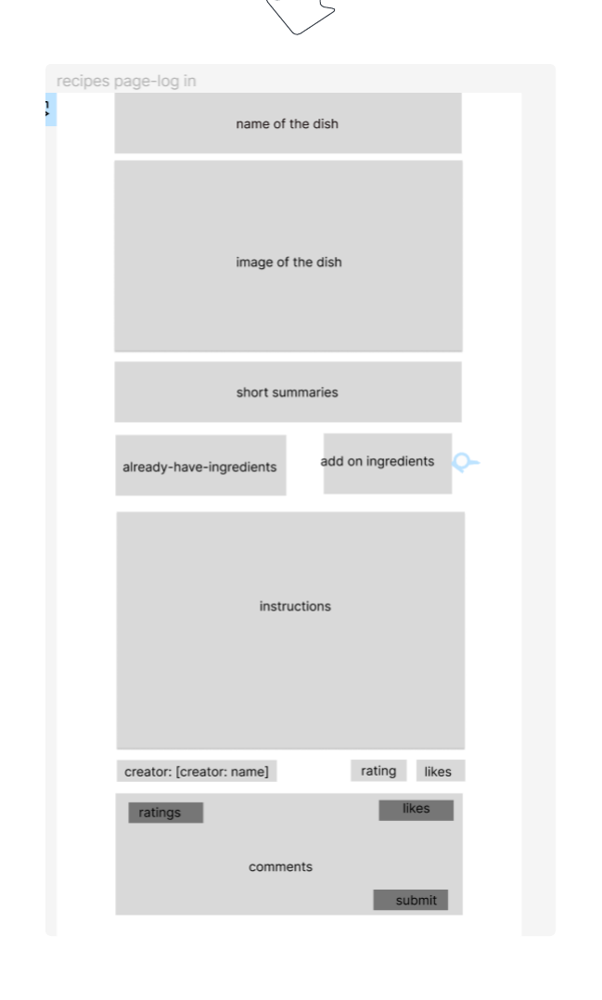 recipes page-log in
name of the dish
image of the dish
short summaries
already-have-ingredients
add on ingredients
instructions
creator: [creator: name]
rating
likes
ratings
likes
comments
submit